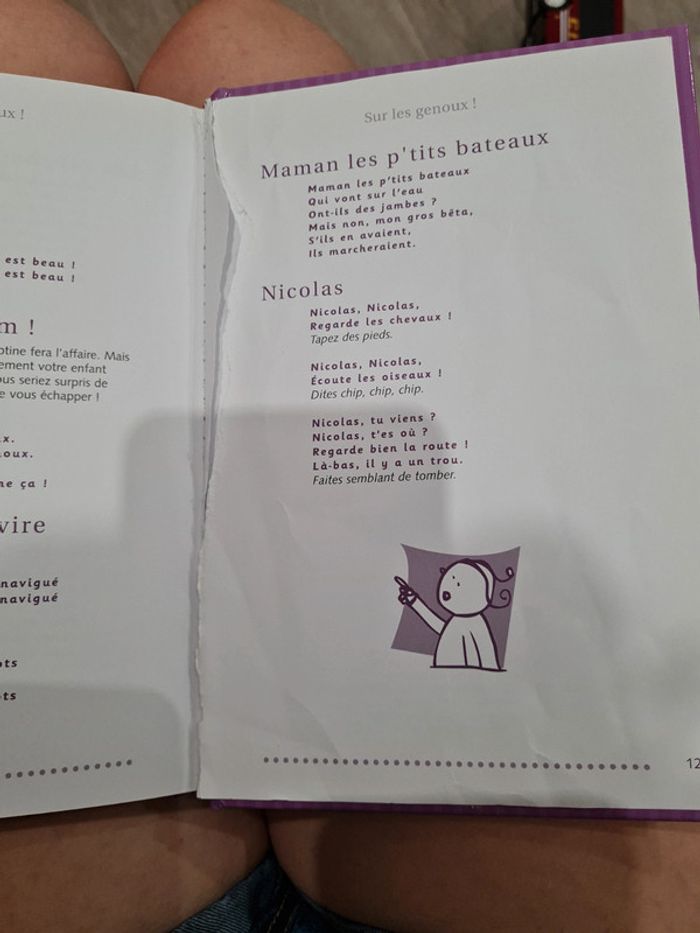 ux !
est beau !
est beau !
m !
ptine fera l'affaire. Mais
ement votre enfant
ous seriez surpris de
e vous échapper !
x.
oux.
ne ça !
vire
navigué
navigué
ots
ts
Sur les genoux !
Maman les p'tits bateaux
Maman les p'tits bateaux
Qui vont sur l'eau
Ont-ils des jambes ?
Mais non, mon gros bêta,
S'ils en avaient,
Ils marcheraient.
Nicolas
Nicolas, Nicolas,
Regarde les chevaux !
Tapez des pieds.
Nicolas, Nicolas,
Écoute les oiseaux !
Dites chip, chip, chip.
Nicolas, tu viens ?
Nicolas, t'es où ?
Regarde bien la route !
Là-bas, il y a un trou.
Faites semblant de tomber.
12